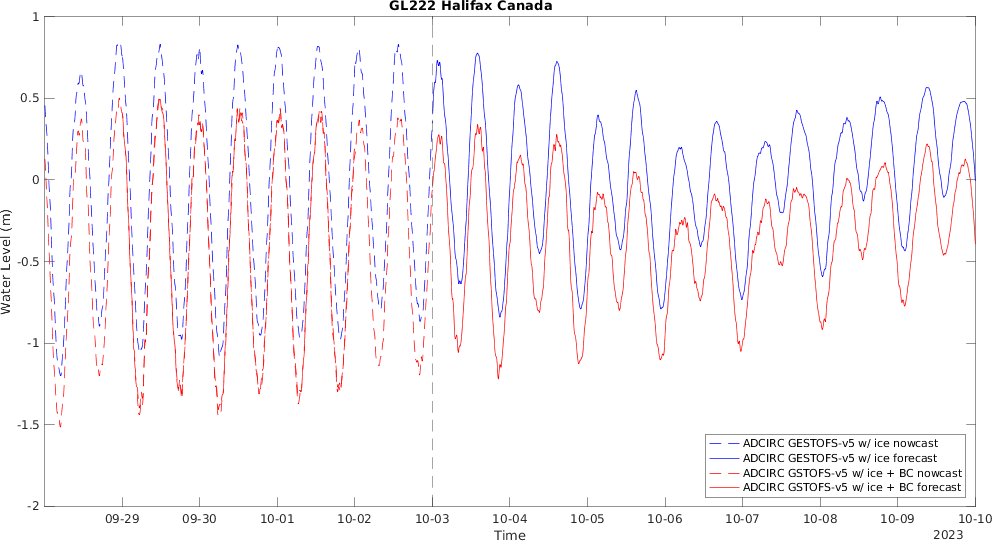 GL222 Halifax Canada
1
0.5
0
-0.5
-1
-1.5
-2
Water Level (m)
ADCIRC GESTOFS-v5 w/ ice nowcast
ADCIRC GESTOFS-v5 w/ ice forecast
ADCIRC GSTOFS-v5 w/ ice + BC nowcast
ADCIRC GSTOFS-v5 w/ ice + BC forecast
09-29 09-30 10-01 10-02 10-03 10-04 10-05 10-06 10-07 10-08 10-09 10-10
Time
2023